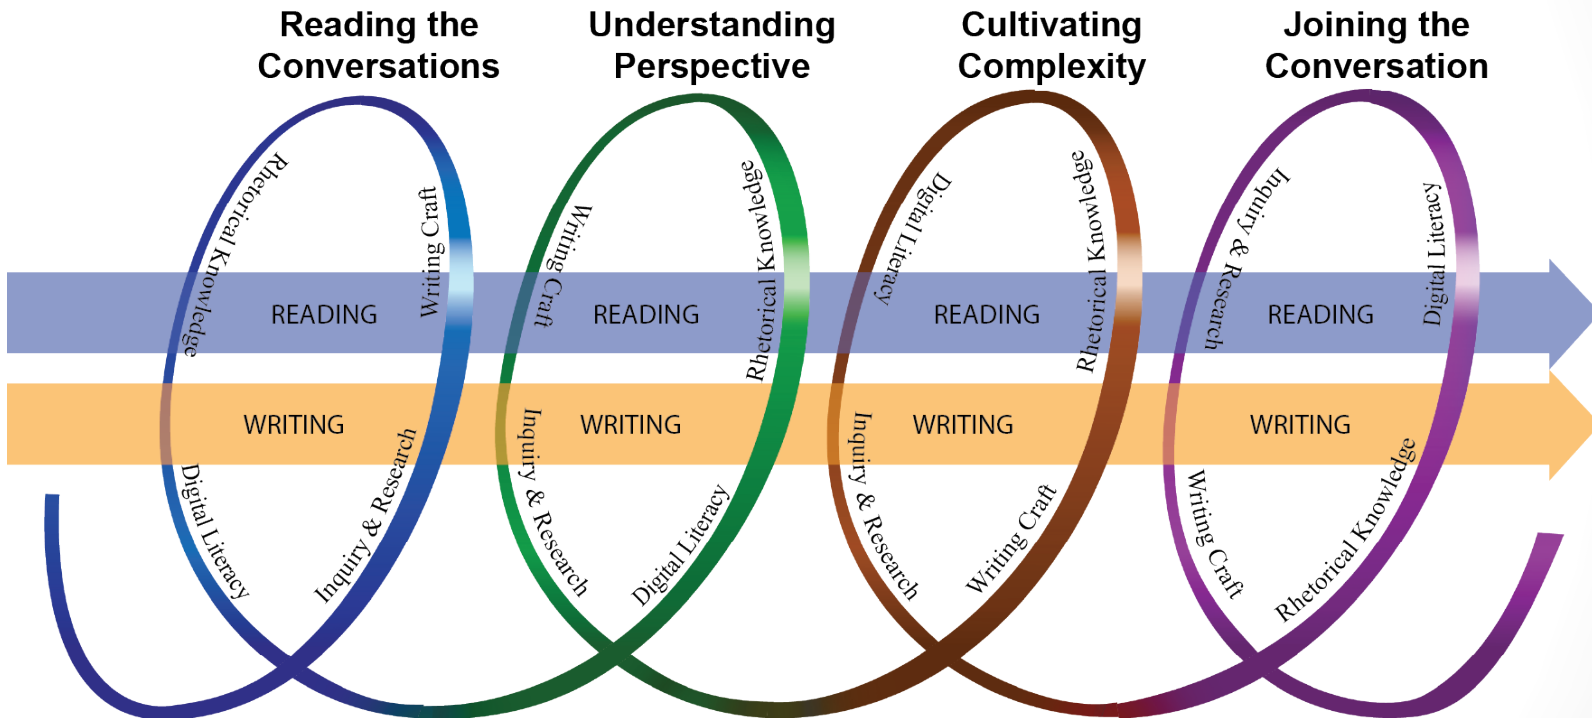 Reading the
Conversations
Understanding
Perspective
Cultivating
Complexity
Joining the
Conversation
Rhetorical Knowledge
Writing Craft
READING
WRITING
Digital Literacy
Inquiry & Research
Writing Craft
Rhetorical Knowledge
READING
WRITING
Inquiry & Research
Digital Literacy
Digital Literacy
Rhetorical Knowledge
READING
WRITING
Inquiry & Research
Writing Craft
Inquiry & Research
Digital Literacy
READING
WRITING
Writing Craft
Rhetorical Knowledge